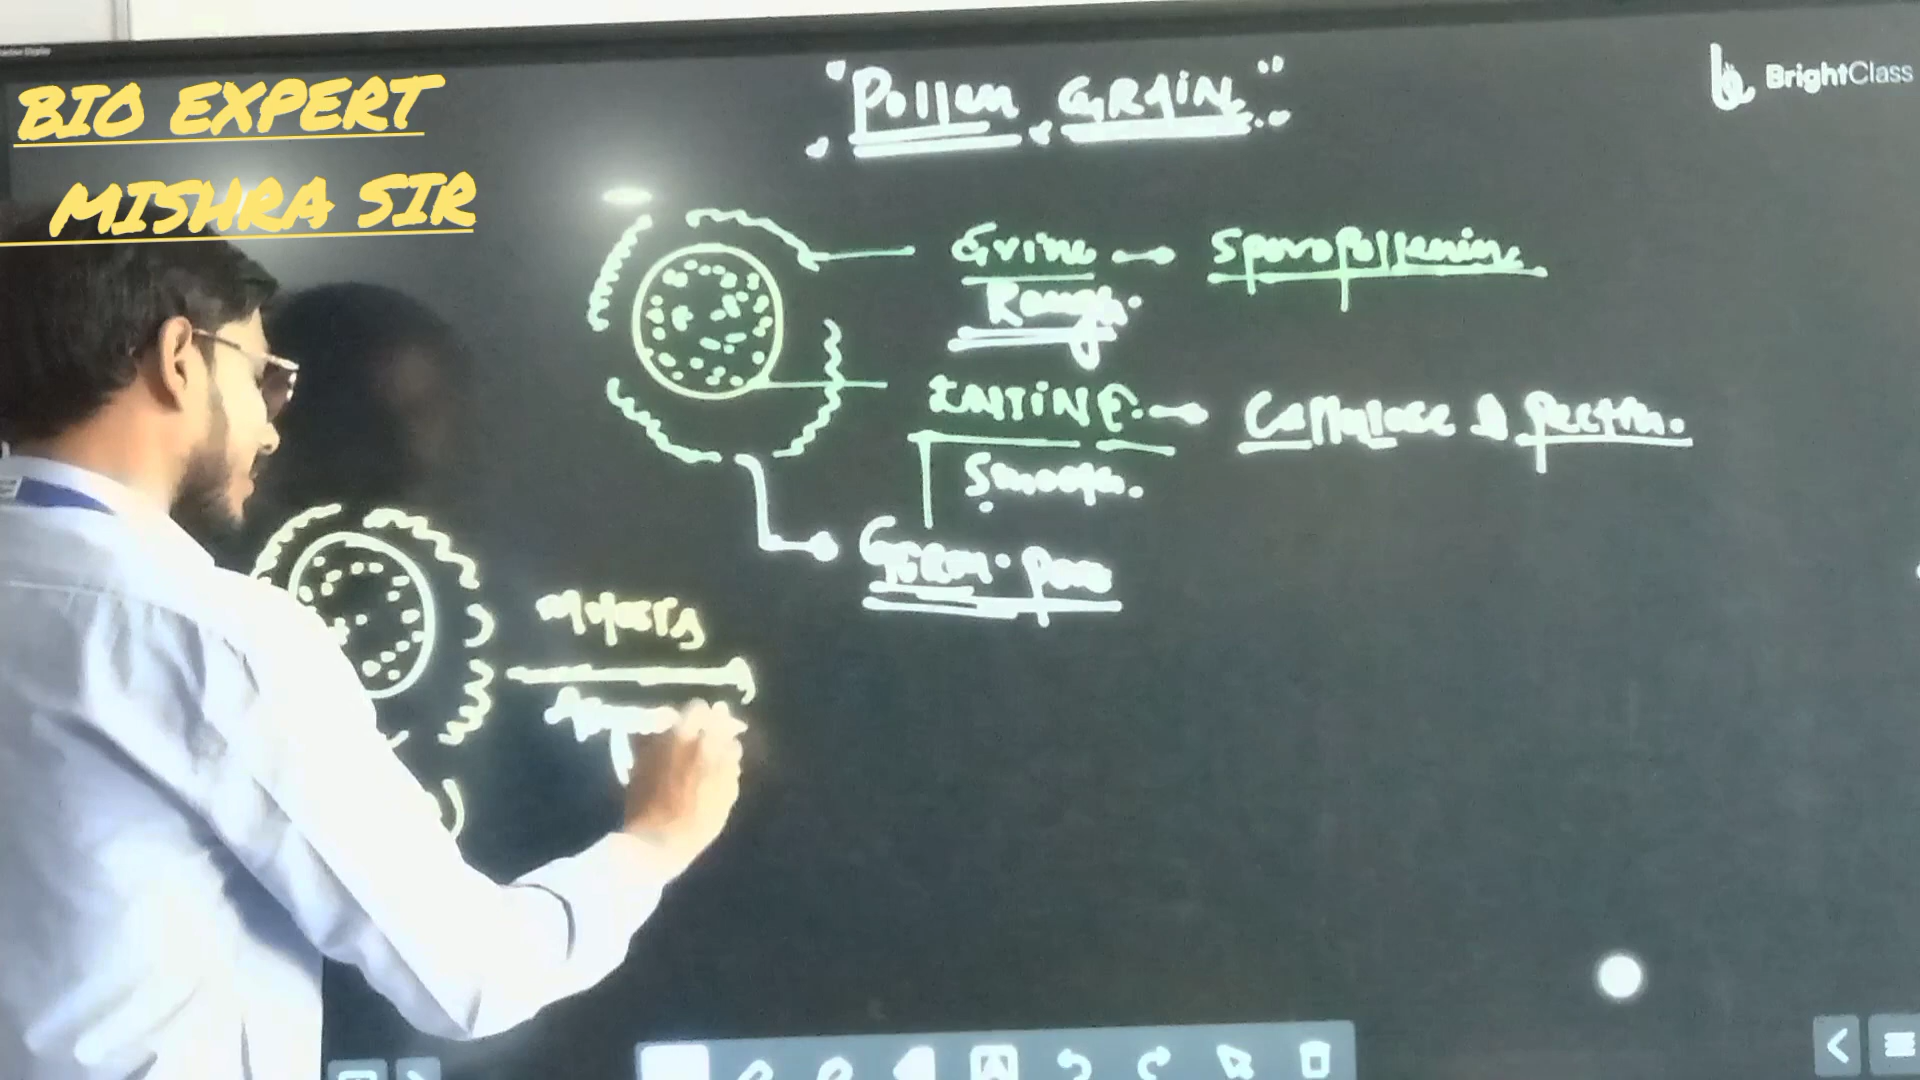 BIO EXPERT
MISHRA SIR
BrightClass
"Pollen GRAIN"
Exine → Sporopollenin
Rough.
INTINE. → Cellulose & pectin.
Smooth.
Germ. pore